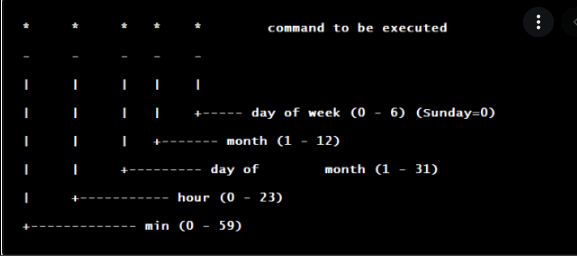 * * * * * command to be executed
- - - - -
| | | | |
| | | | +----- day of week (0 - 6) (Sunday=0)
| | | +------- month (1 - 12)
| | +--------- day of month (1 - 31)
| +----------- hour (0 - 23)
+------------- min (0 - 59)